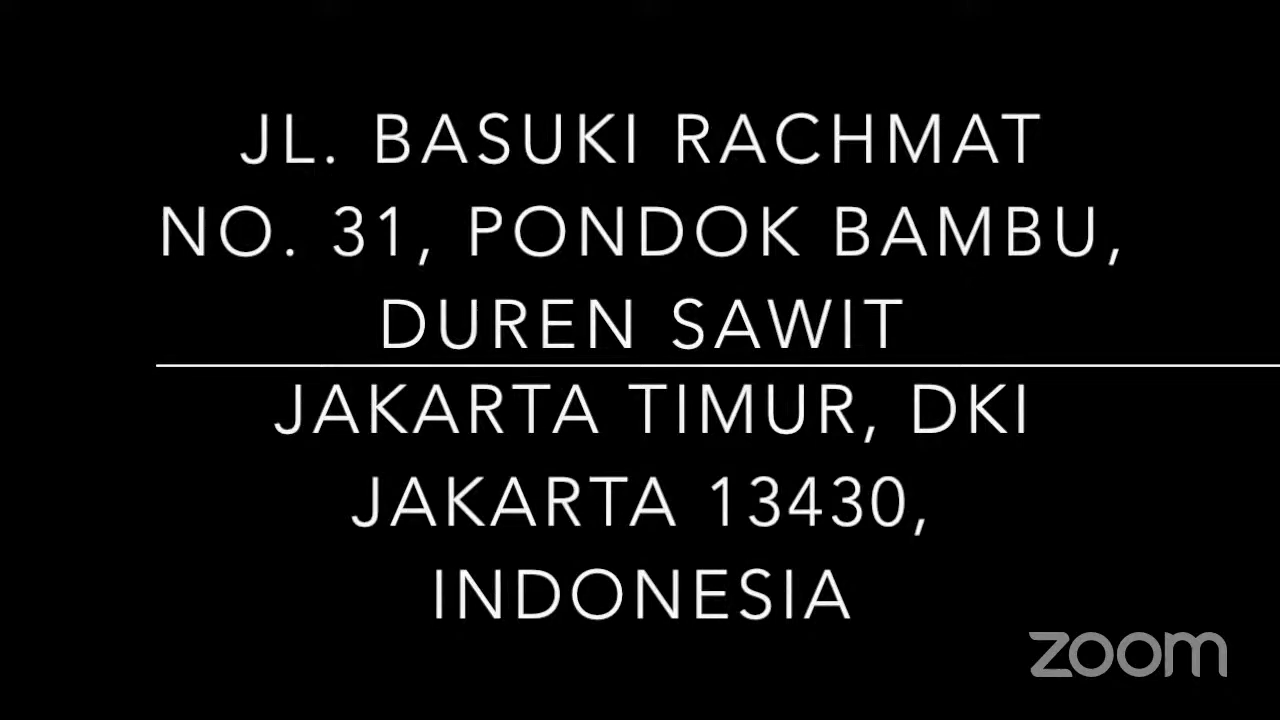 JL. BASUKI RACHMAT
NO. 31, PONDOK BAMBU,
DUREN SAWIT
JAKARTA TIMUR, DKI
JAKARTA 13430,
INDONESIA
zoom